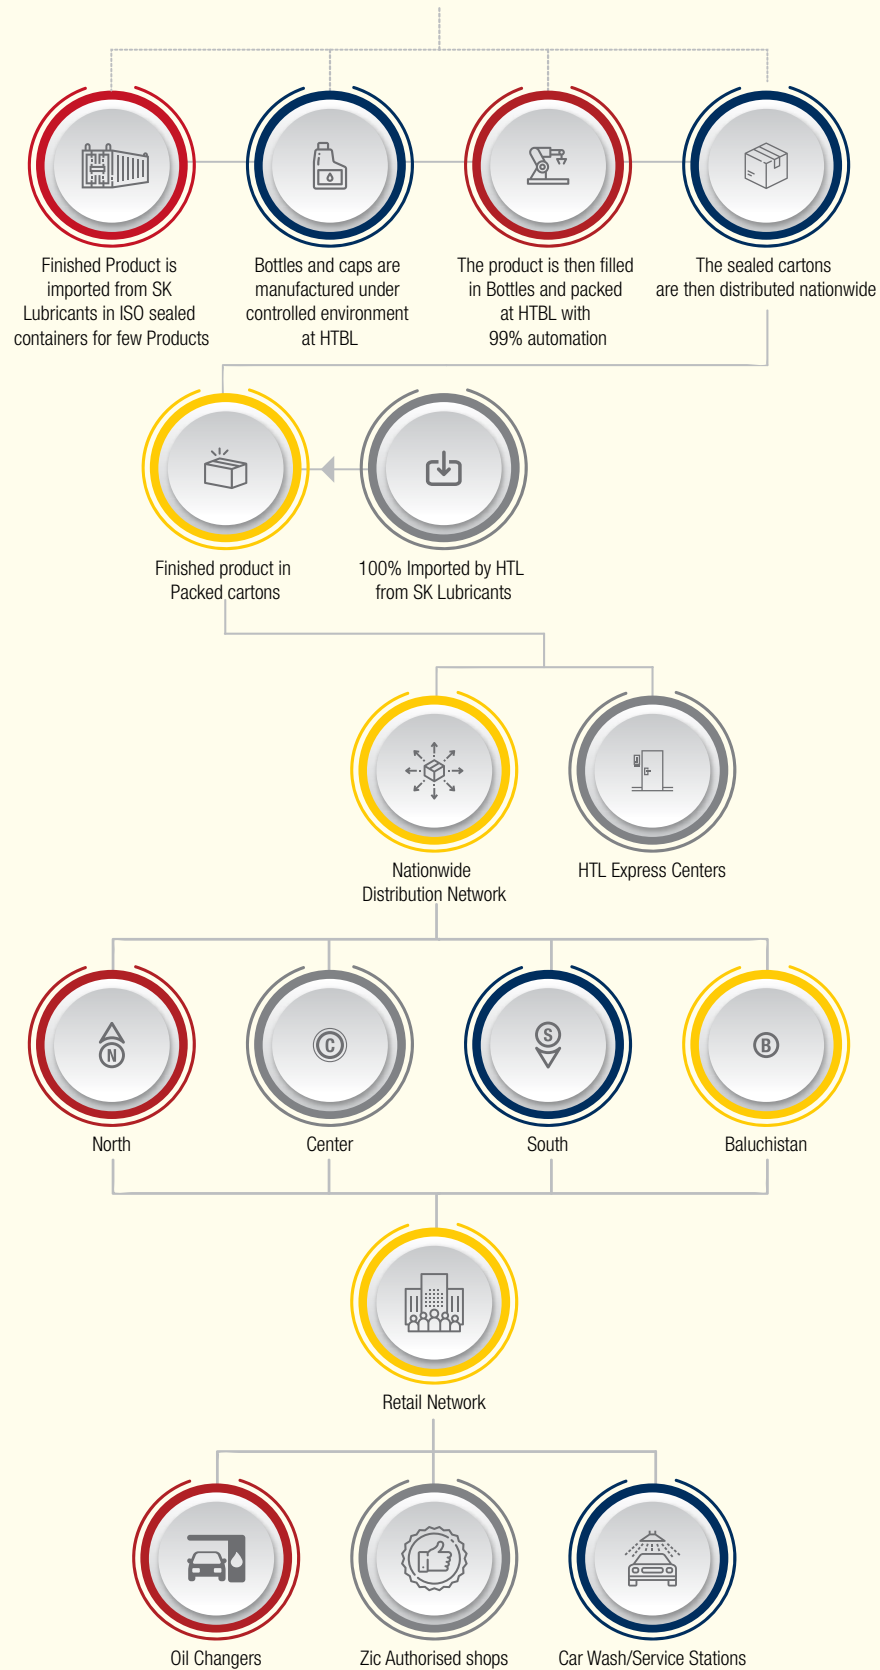 Finished Product is
imported from SK
Lubricants in ISO sealed
containers for few Products
Bottles and caps are
manufactured under
controlled environment
at HTBL
The product is then filled
in Bottles and packed
at HTBL with
99% automation
The sealed cartons
are then distributed nationwide
Finished product in
Packed cartons
100% Imported by HTL
from SK Lubricants
Nationwide
Distribution Network
HTL Express Centers
N
C
S
B
North
Center
South
Baluchistan
Retail Network
Oil Changers
Zic Authorised shops
Car Wash/Service Stations